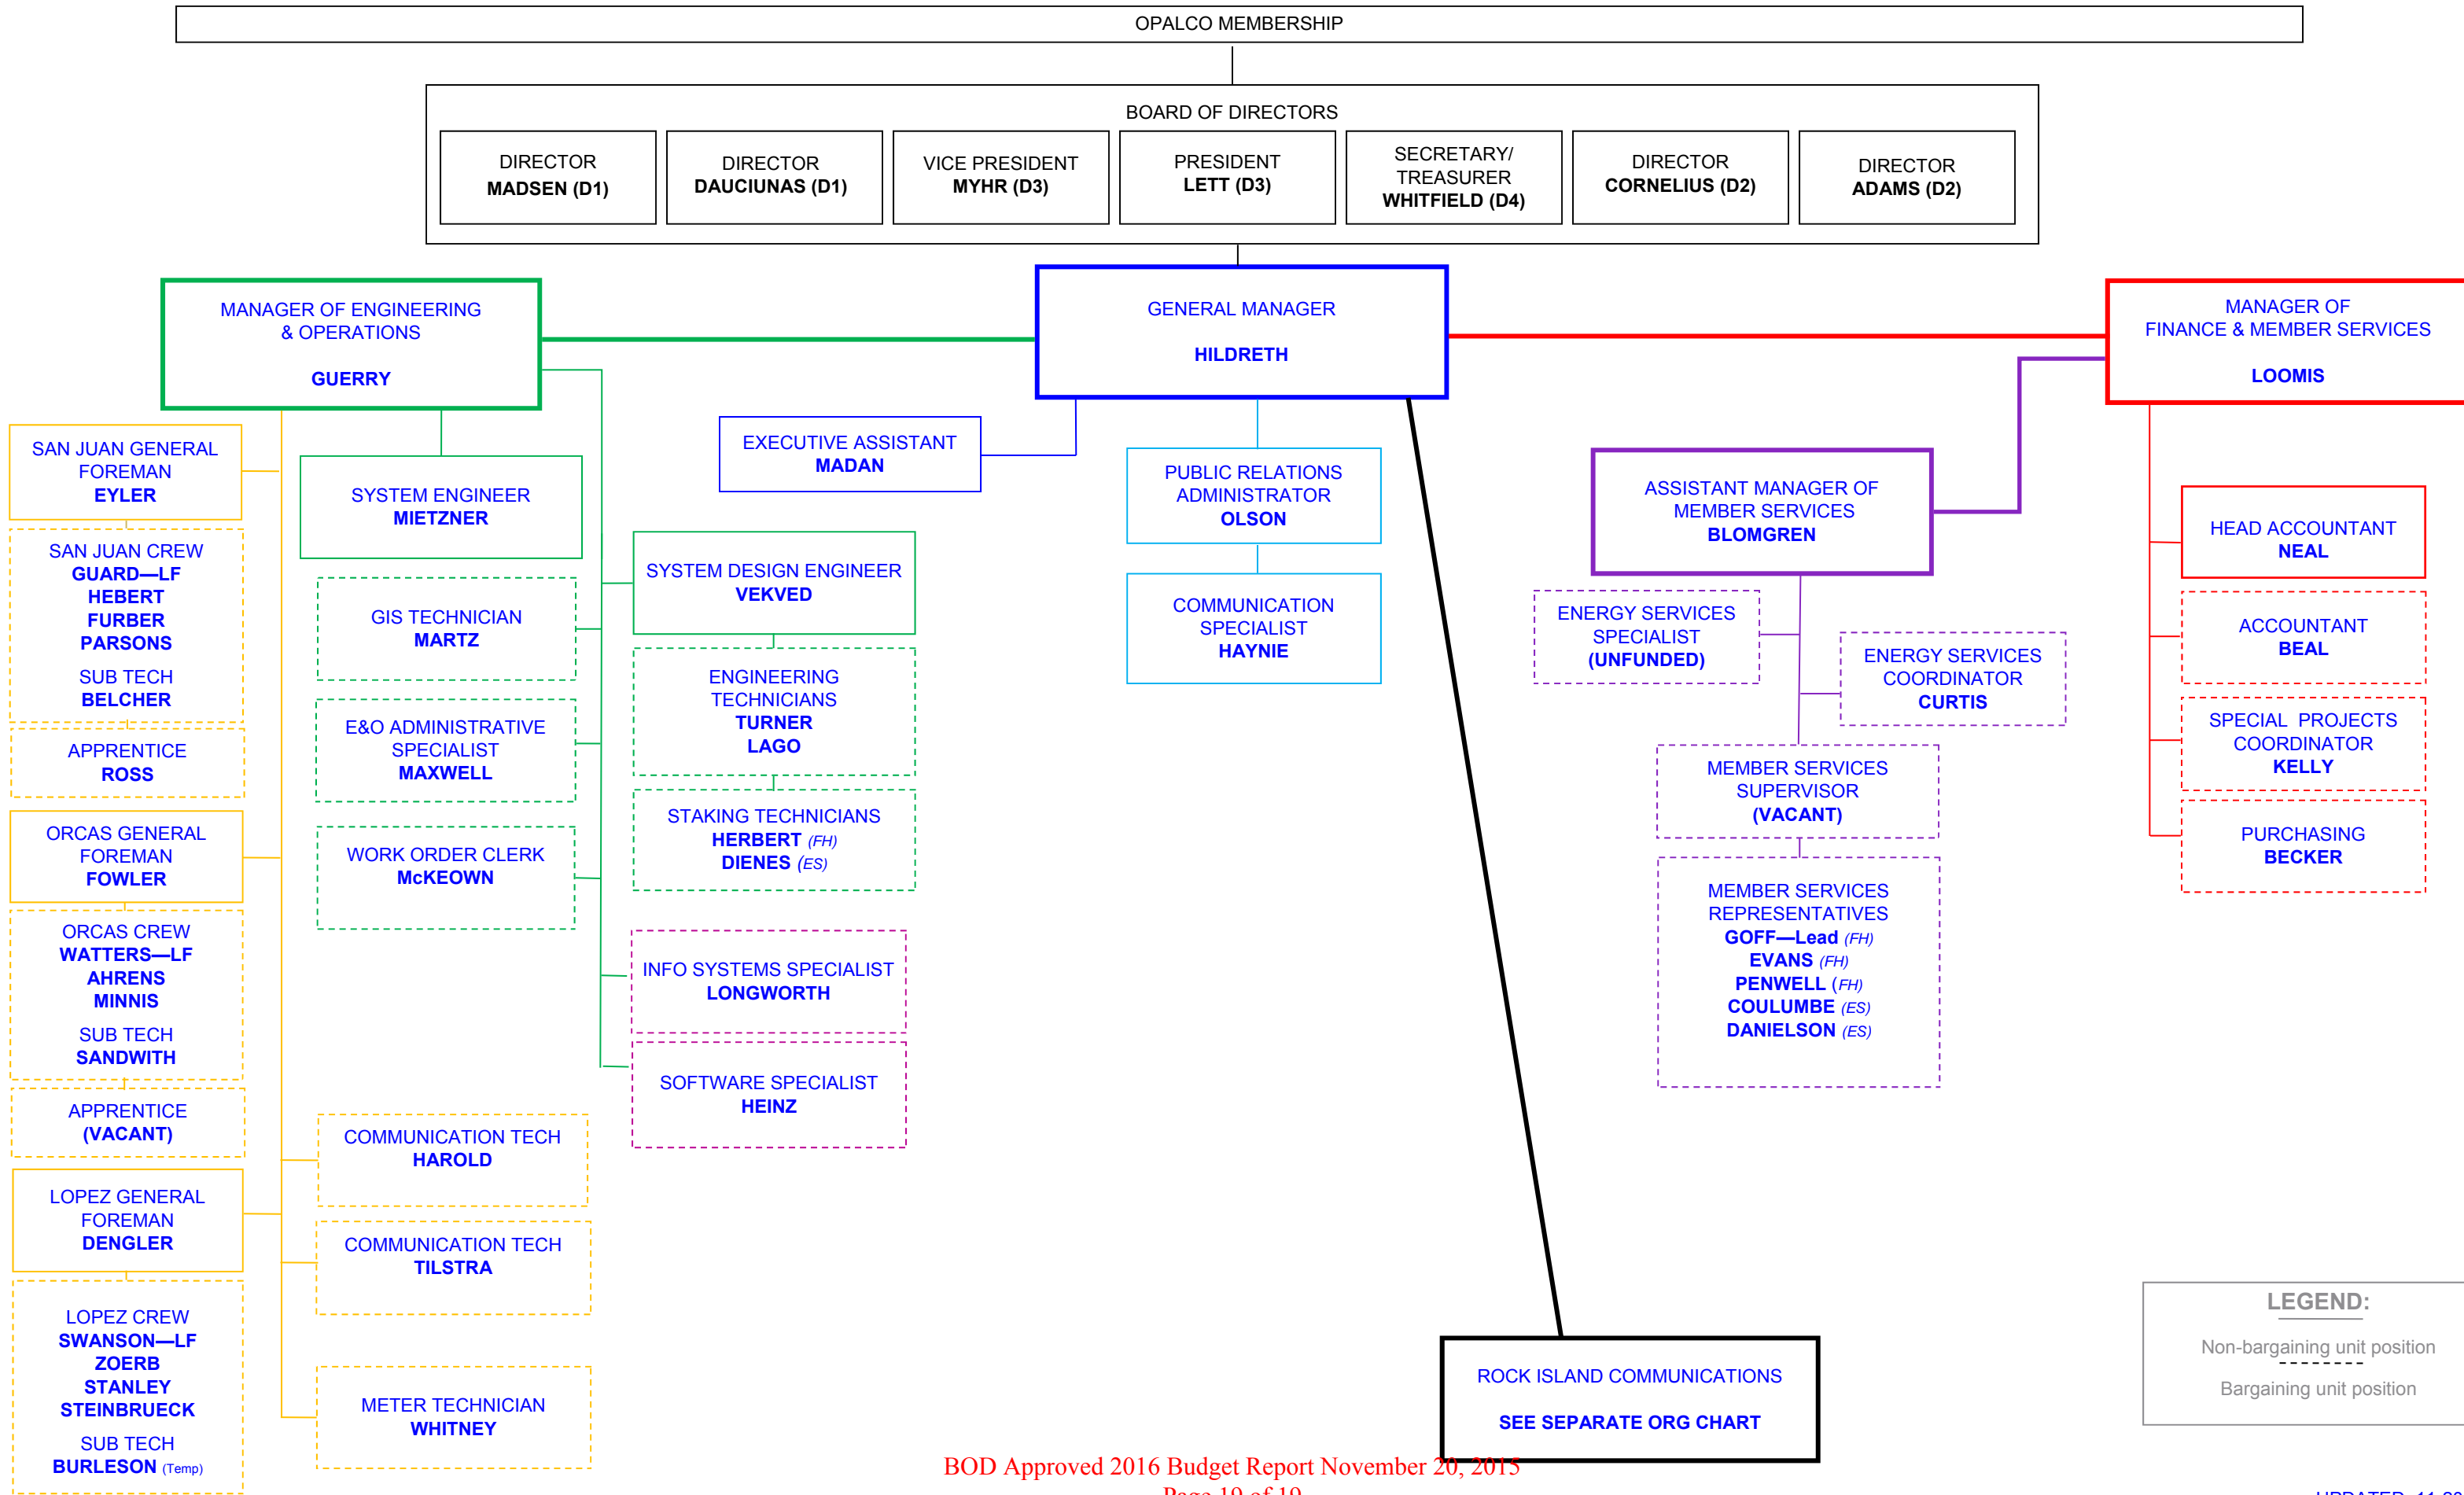 OPALCO MEMBERSHIP
BOARD OF DIRECTORS
DIRECTOR
MADSEN (D1)
DIRECTOR
DAUCIUNAS (D1)
VICE PRESIDENT
MYHR (D3)
PRESIDENT
LETT (D3)
SECRETARY/
TREASURER
WHITFIELD (D4)
DIRECTOR
CORNELIUS (D2)
DIRECTOR
ADAMS (D2)
MANAGER OF ENGINEERING
& OPERATIONS
GUERRY
GENERAL MANAGER
HILDRETH
MANAGER OF
FINANCE & MEMBER SERVICES
LOOMIS
SAN JUAN GENERAL
FOREMAN
EYLER
SAN JUAN CREW
GUARD—LF
HEBERT
FURBER
PARSONS
SUB TECH
BELCHER
APPRENTICE
ROSS
ORCAS GENERAL
FOREMAN
FOWLER
ORCAS CREW
WATTERS—LF
AHRENS
MINNIS
SUB TECH
SANDWITH
APPRENTICE
(VACANT)
LOPEZ GENERAL
FOREMAN
DENGLER
LOPEZ CREW
SWANSON—LF
ZOERB
STANLEY
STEINBRUECK
SUB TECH
BURLESON (Temp)
SYSTEM ENGINEER
MIETZNER
GIS TECHNICIAN
MARTZ
E&O ADMINISTRATIVE
SPECIALIST
MAXWELL
WORK ORDER CLERK
McKEOWN
COMMUNICATION TECH
HAROLD
COMMUNICATION TECH
TILSTRA
METER TECHNICIAN
WHITNEY
SYSTEM DESIGN ENGINEER
VEKVED
ENGINEERING
TECHNICIANS
TURNER
LAGO
STAKING TECHNICIANS
HERBERT (FH)
DIENES (ES)
INFO SYSTEMS SPECIALIST
LONGWORTH
SOFTWARE SPECIALIST
HEINZ
EXECUTIVE ASSISTANT
MADAN
PUBLIC RELATIONS
ADMINISTRATOR
OLSON
COMMUNICATION
SPECIALIST
HAYNIE
ASSISTANT MANAGER OF
MEMBER SERVICES
BLOMGREN
ENERGY SERVICES
SPECIALIST
(UNFUNDED)
ENERGY SERVICES
COORDINATOR
CURTIS
MEMBER SERVICES
SUPERVISOR
(VACANT)
MEMBER SERVICES
REPRESENTATIVES
GOFF—Lead (FH)
EVANS (FH)
PENWELL (FH)
COULUMBE (ES)
DANIELSON (ES)
HEAD ACCOUNTANT
NEAL
ACCOUNTANT
BEAL
SPECIAL PROJECTS
COORDINATOR
KELLY
PURCHASING
BECKER
ROCK ISLAND COMMUNICATIONS
SEE SEPARATE ORG CHART
LEGEND:
Non-bargaining unit position
Bargaining unit position
BOD Approved 2016 Budget Report November 20, 2015
Page 19 of 19
UPDATED